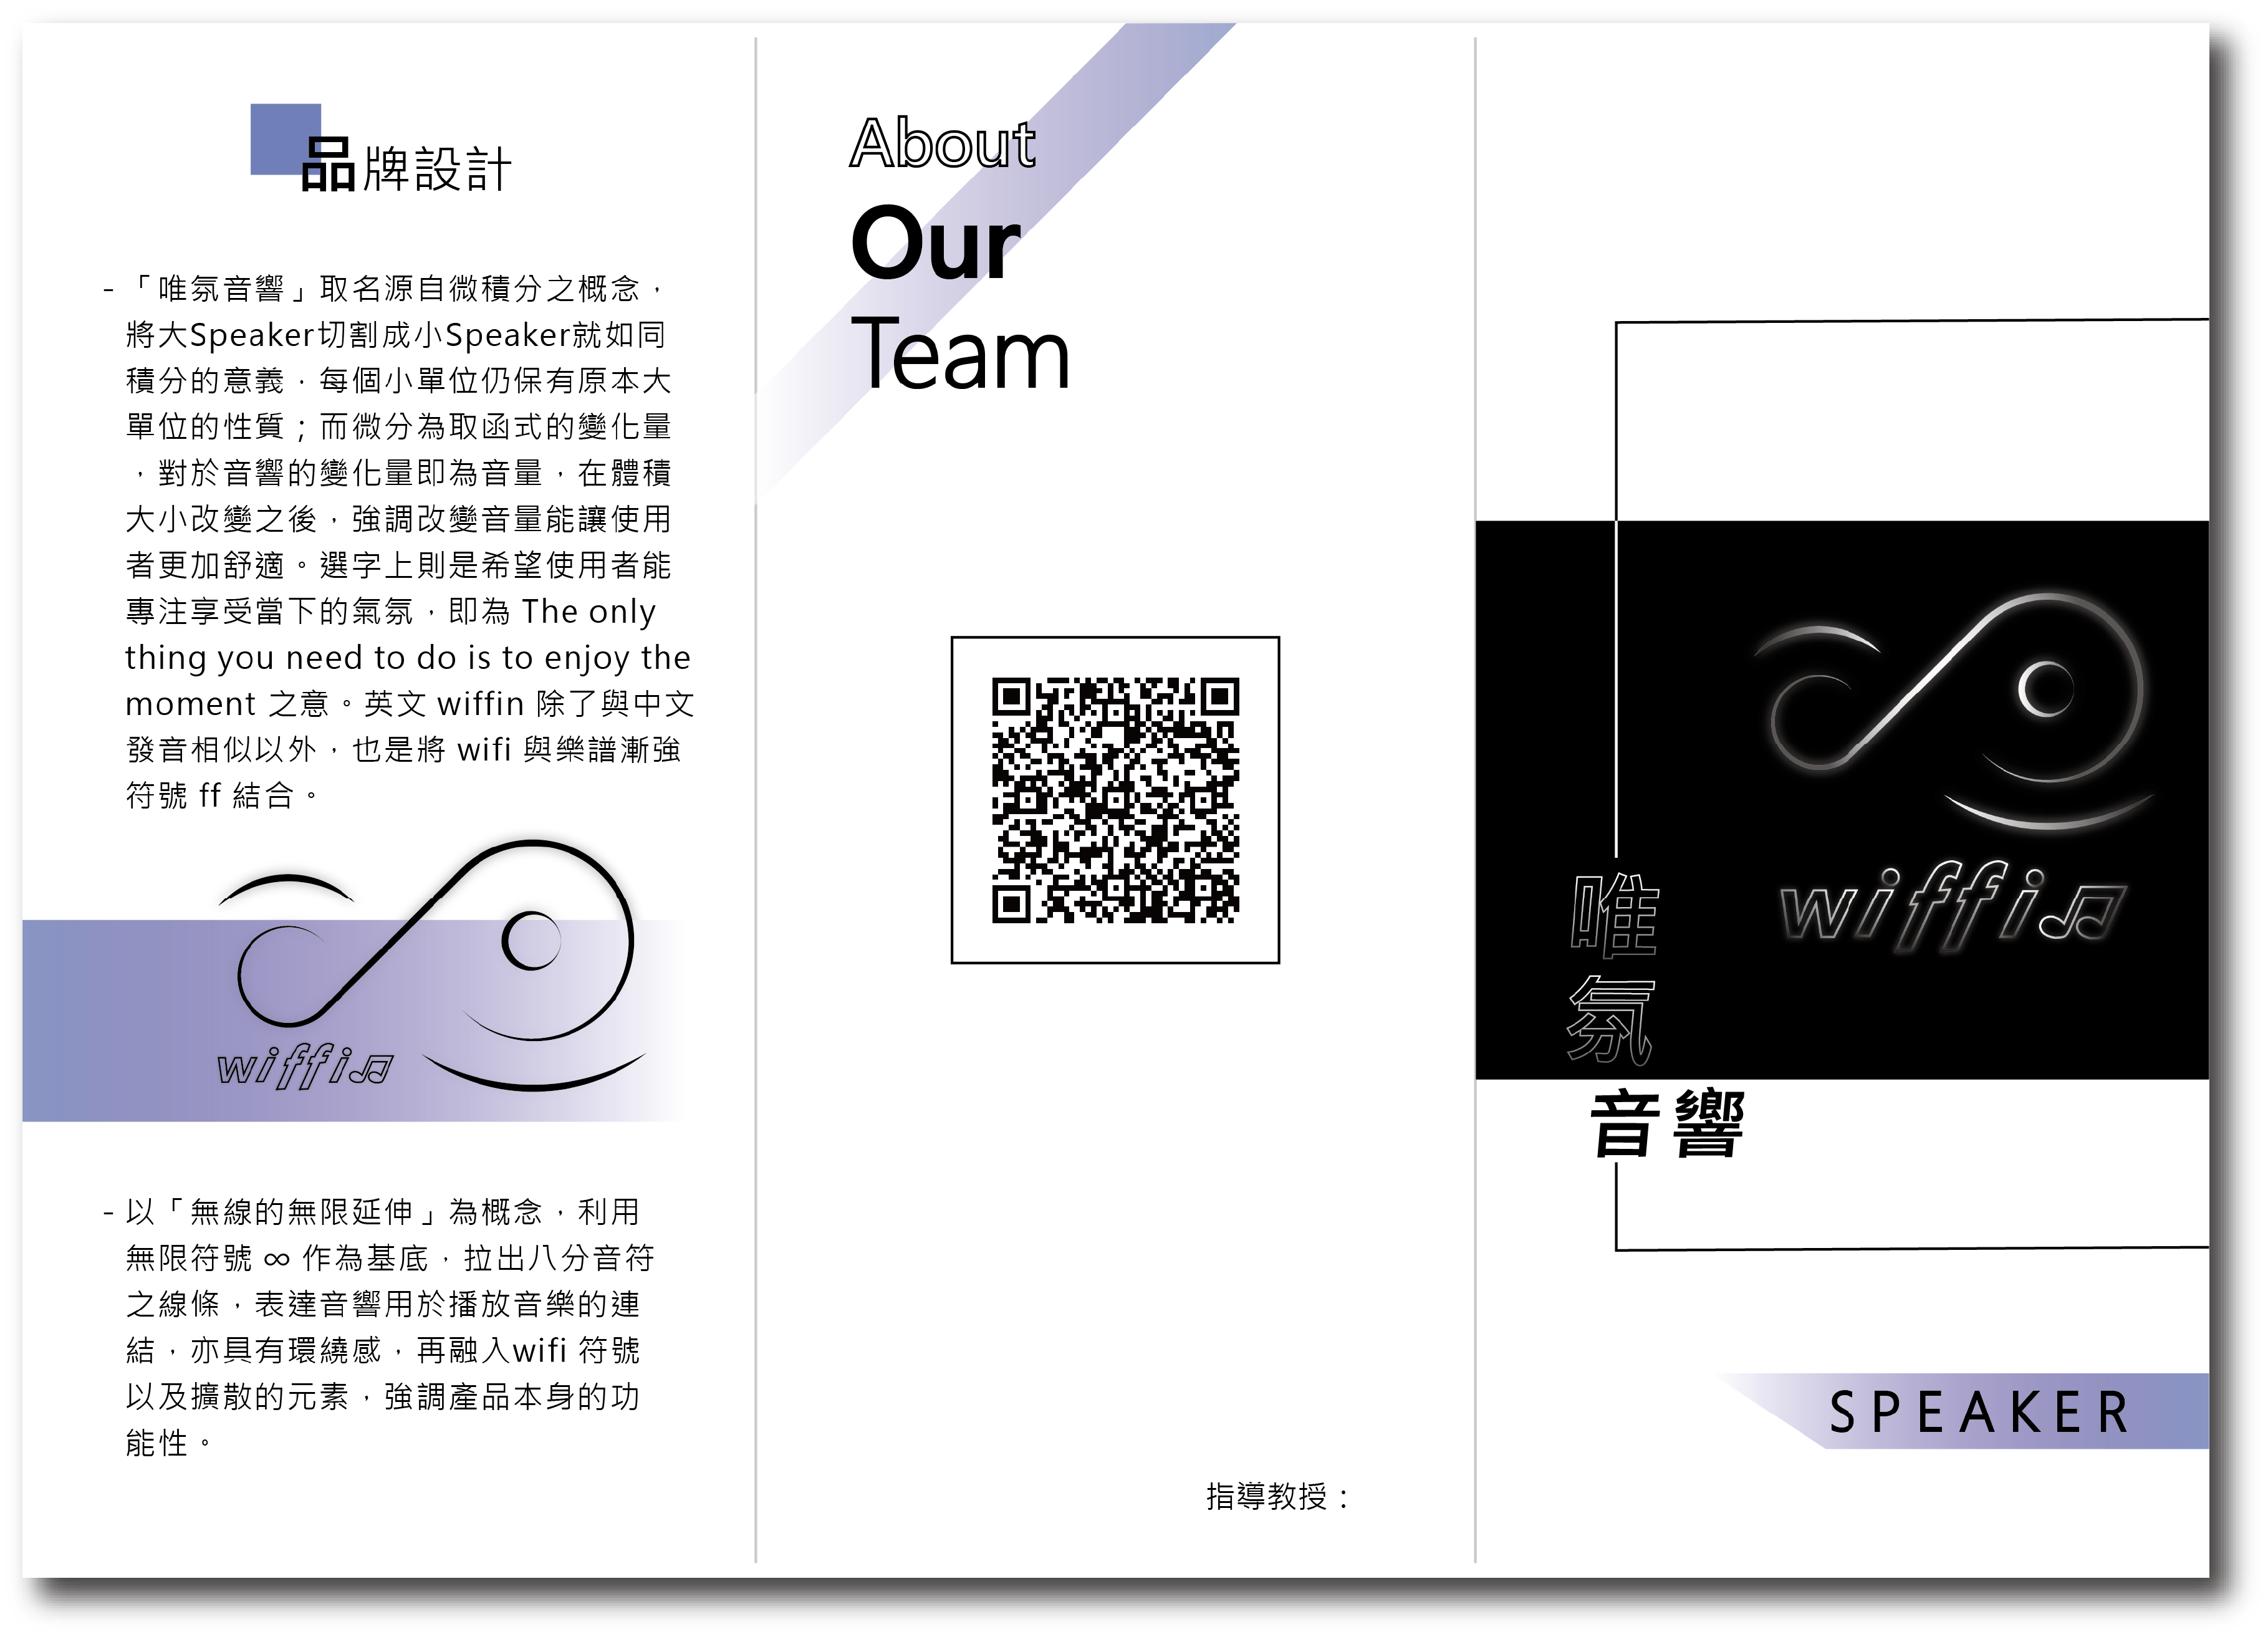 品牌設計
- 「唯氛音響」取名源自微積分之概念，
將大Speaker切割成小Speaker就如同
積分的意義，每個小單位仍保有原本大
單位的性質；而微分為取函式的變化量
，對於音響的變化量即為音量，在體積
大小改變之後，強調改變音量能讓使用
者更加舒適。選字上則是希望使用者能
專注享受當下的氣氛，即為 The only
thing you need to do is to enjoy the
moment 之意。英文 wiffin 除了與中文
發音相似以外，也是將 wifi 與樂譜漸強
符號 ff 結合。
wiffi♫
- 以「無線的無限延伸」為概念，利用
無限符號 ∞ 作為基底，拉出八分音符
之線條，表達音響用於播放音樂的連
結，亦具有環繞感，再融入wifi 符號
以及擴散的元素，強調產品本身的功
能性。
About
Our
Team
指導教授：
wiffi♫
唯
氛
音響
SPEAKER